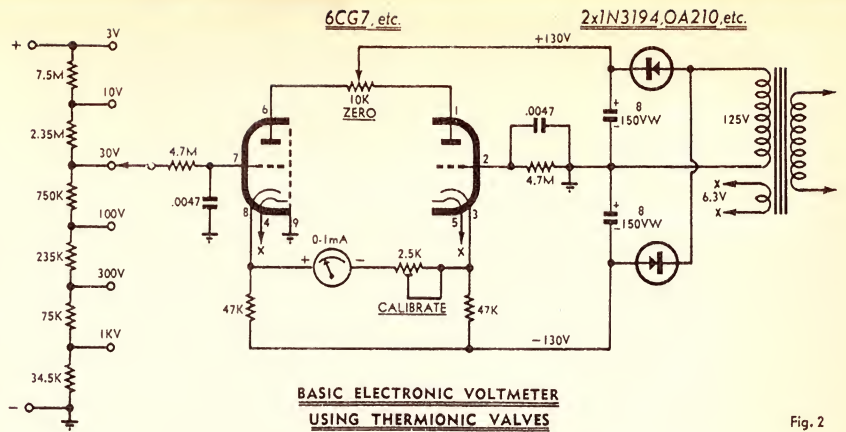 6CG7, etc.
2x1N3194, OA210, etc.
+
3V
7.5M
10V
2.35M
30V
750K
100V
235K
300V
75K
1KV
34.5K
-
4.7M
.0047
6
7
8
4
9
X
10K
ZERO
1
2
5
3
X
.0047
4.7M
+130V
+
8
150VW
-
125V
X
6.3V
X
+
8
150VW
-
0-1mA
+
-
2.5K
CALIBRATE
47K
47K
-130V
BASIC ELECTRONIC VOLTMETER
USING THERMIONIC VALVES
Fig. 2